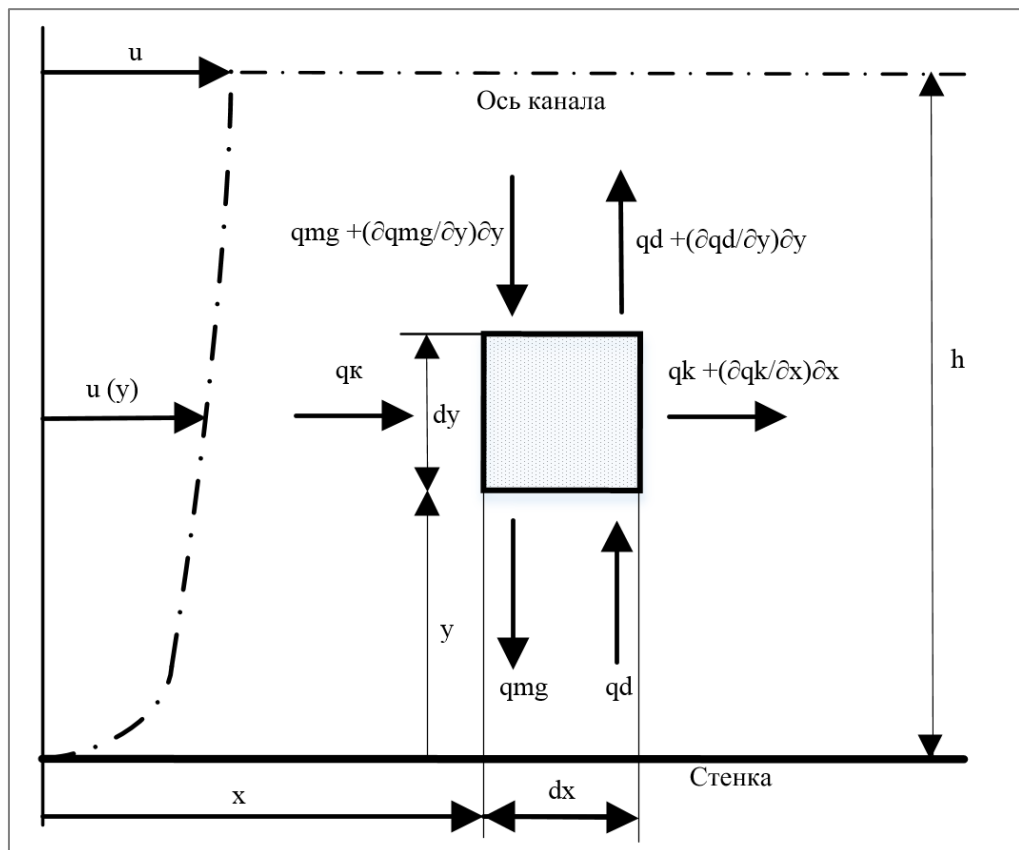 u
Ось канала
qmg +(∂qmg/∂y)∂y
qd +(∂qd/∂y)∂y
h
u (y)
qк
dy
qk +(∂qk/∂x)∂x
y
qmg
qd
Стенка
x
dx